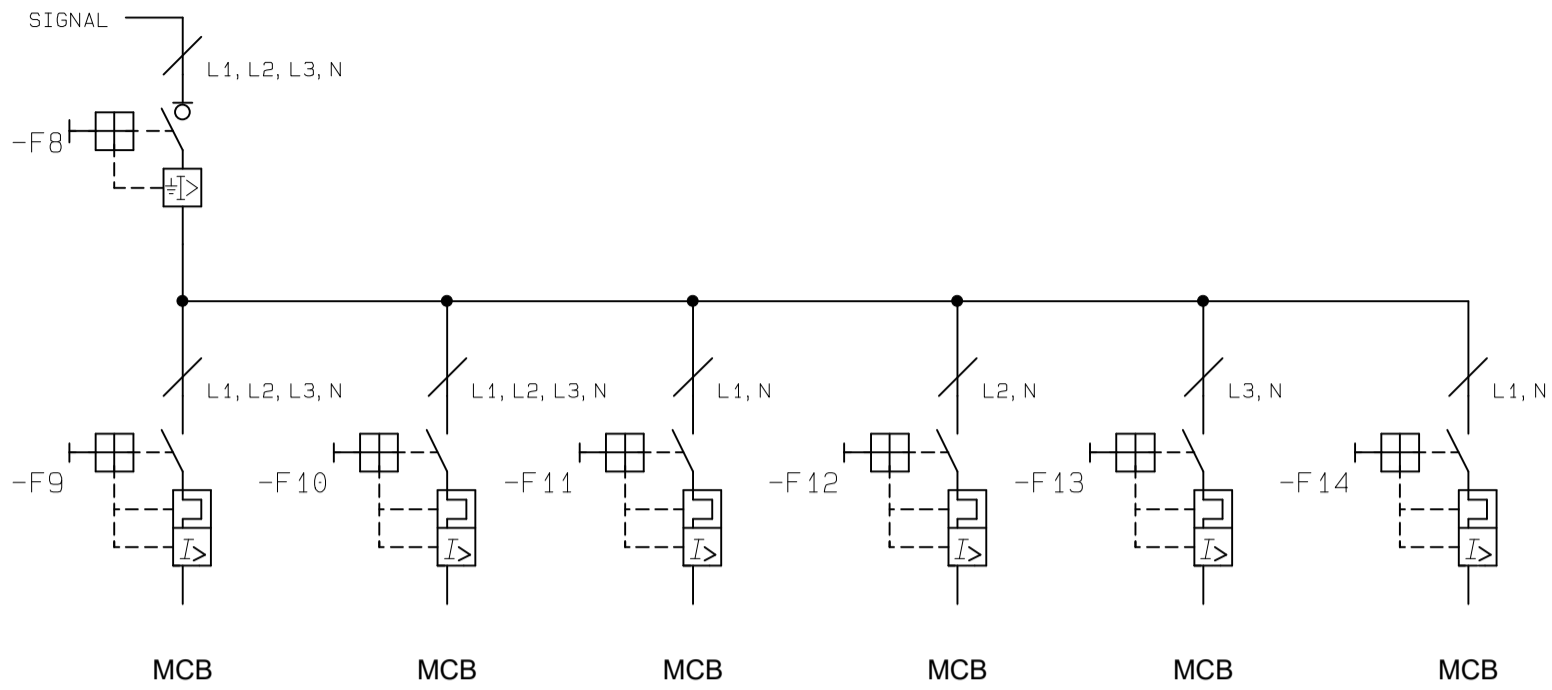 SIGNAL
L1, L2, L3, N
-F8
I>
L1, L2, L3, N
L1, L2, L3, N
L1, N
L2, N
L3, N
L1, N
-F9
-F10
-F11
-F12
-F13
-F14
I>
I>
I>
I>
I>
I>
MCB
MCB
MCB
MCB
MCB
MCB